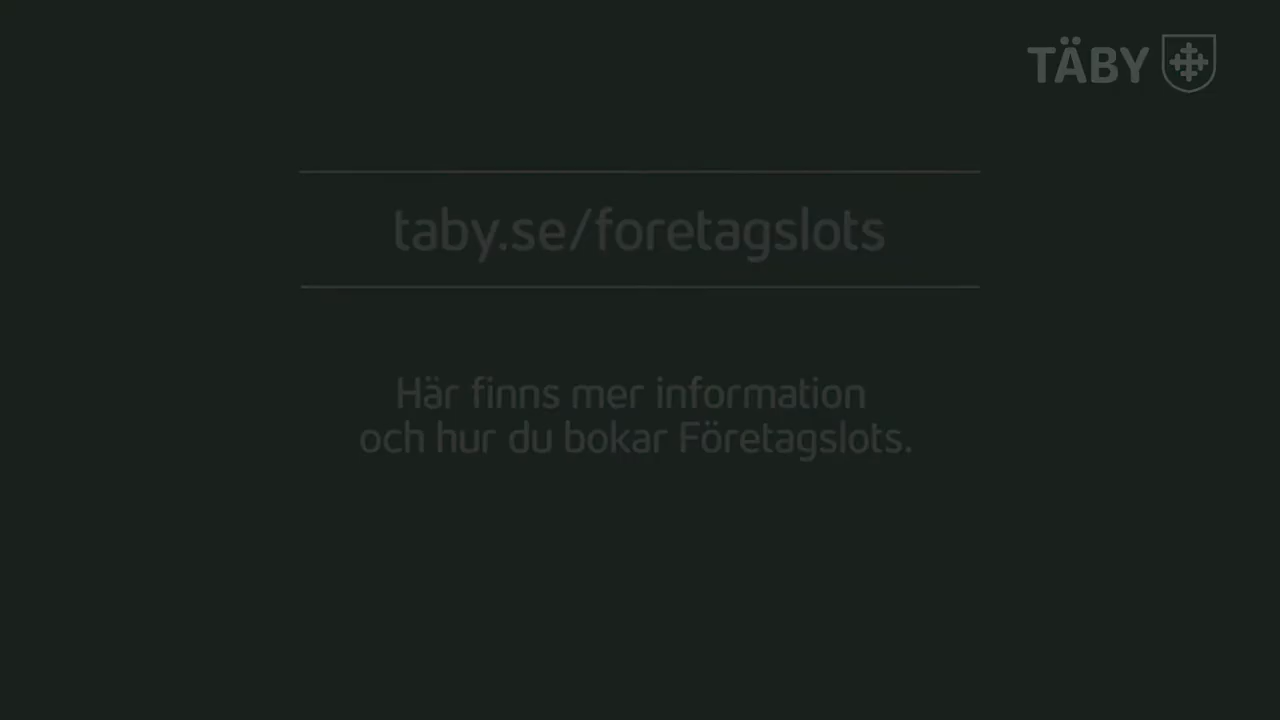 TÄBY
taby.se/foretagslots
Här finns mer information
och hur du bokar Företagslots.